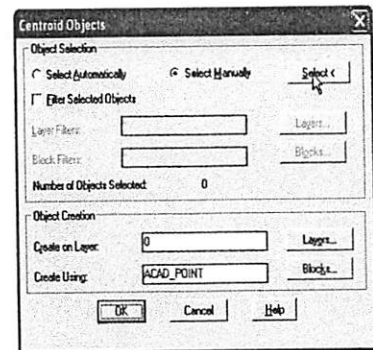 Centroid Objects
Object Selection
Select Automatically Select Manually Select <
Filter Selected Objects
Layer Filters: Layers...
Block Filters: Blocks...
Number of Objects Selected: 0
Object Creation
Create on Layer: 0 Layers...
Create Using: ACAD_POINT Blocks...
OK Cancel Help